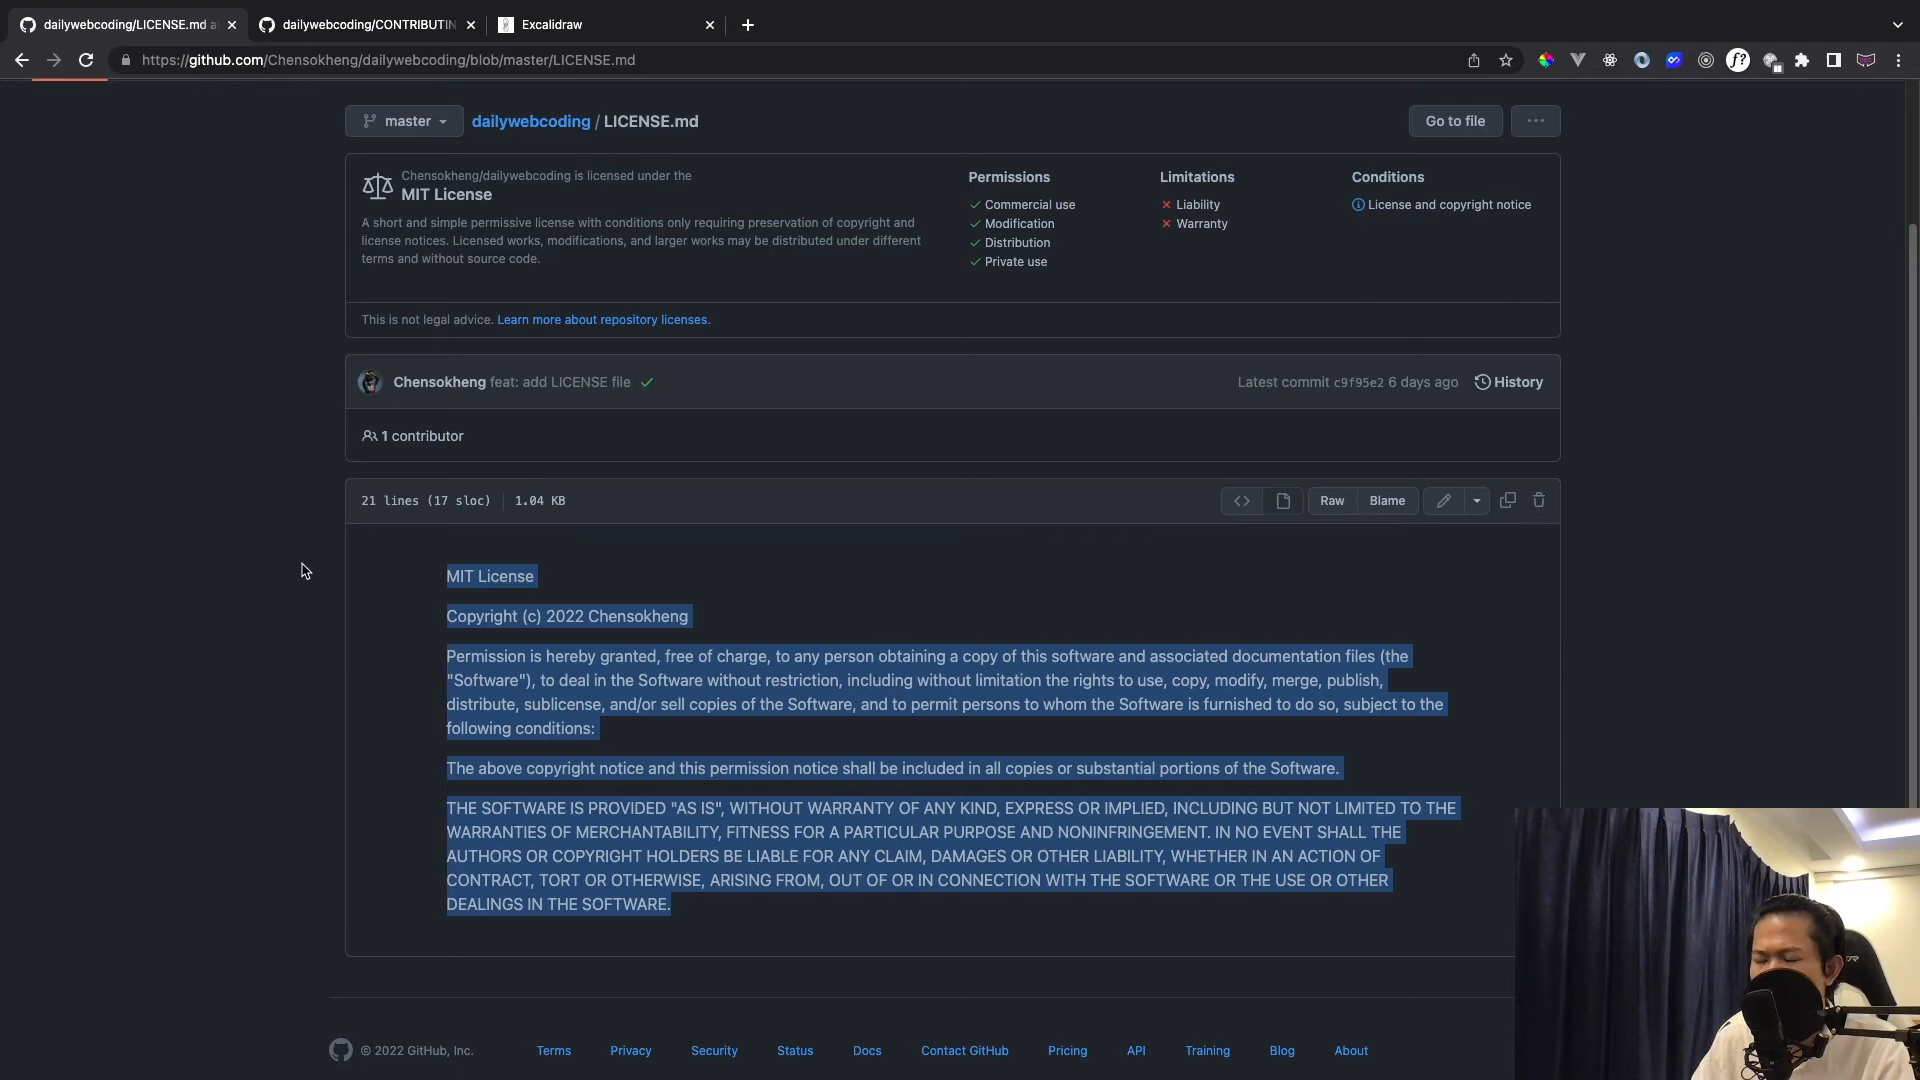 dailywebcoding/LICENSE.md a
dailywebcoding/CONTRIBUTIN
Excalidraw
https://github.com/Chensokheng/dailywebcoding/blob/master/LICENSE.md
f?
master
dailywebcoding / LICENSE.md
Go to file
Chensokheng/dailywebcoding is licensed under the
MIT License
A short and simple permissive license with conditions only requiring preservation of copyright and
license notices. Licensed works, modifications, and larger works may be distributed under different
terms and without source code.
Permissions
Commercial use
Modification
Distribution
Private use
Limitations
Liability
Warranty
Conditions
License and copyright notice
This is not legal advice. Learn more about repository licenses.
Chensokheng feat: add LICENSE file
Latest commit c9f95e2 6 days ago
History
1 contributor
21 lines (17 sloc)
1.04 KB
Raw
Blame
MIT License
Copyright (c) 2022 Chensokheng
Permission is hereby granted, free of charge, to any person obtaining a copy of this software and associated documentation files (the
"Software"), to deal in the Software without restriction, including without limitation the rights to use, copy, modify, merge, publish,
distribute, sublicense, and/or sell copies of the Software, and to permit persons to whom the Software is furnished to do so, subject to the
following conditions:
The above copyright notice and this permission notice shall be included in all copies or substantial portions of the Software.
THE SOFTWARE IS PROVIDED "AS IS", WITHOUT WARRANTY OF ANY KIND, EXPRESS OR IMPLIED, INCLUDING BUT NOT LIMITED TO THE
WARRANTIES OF MERCHANTABILITY, FITNESS FOR A PARTICULAR PURPOSE AND NONINFRINGEMENT. IN NO EVENT SHALL THE
AUTHORS OR COPYRIGHT HOLDERS BE LIABLE FOR ANY CLAIM, DAMAGES OR OTHER LIABILITY, WHETHER IN AN ACTION OF
CONTRACT, TORT OR OTHERWISE, ARISING FROM, OUT OF OR IN CONNECTION WITH THE SOFTWARE OR THE USE OR OTHER
DEALINGS IN THE SOFTWARE.
© 2022 GitHub, Inc.
Terms
Privacy
Security
Status
Docs
Contact GitHub
Pricing
API
Training
Blog
About